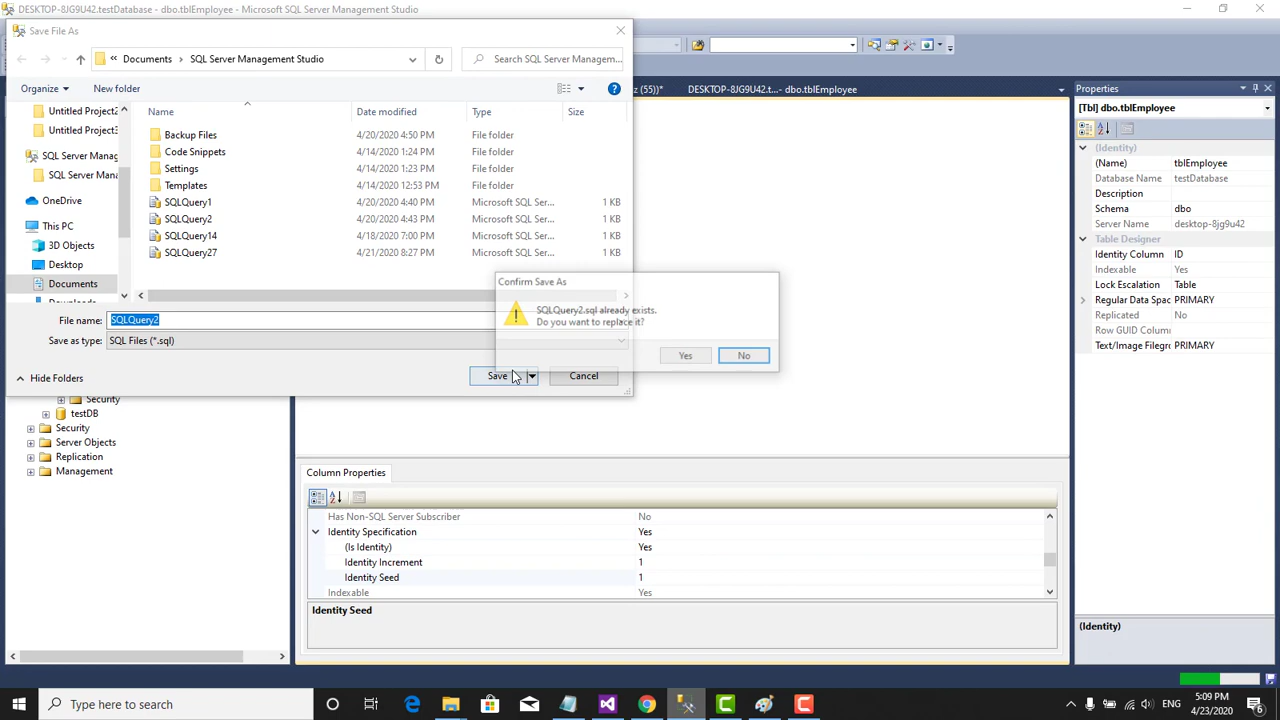 DESKTOP-8JG9U42.testDatabase - dbo.tblEmployee - Microsoft SQL Server Management Studio
Save File As
« Documents > SQL Server Management Studio
Search SQL Server Managem...
Organize
New folder
z (55))*
DESKTOP-8JG9U42.t...- dbo.tblEmployee
Properties
[Tbl] dbo.tblEmployee
Untitled Project2
Untitled Project3
SQL Server Manag
SQL Server Mana
OneDrive
This PC
3D Objects
Desktop
Documents
Name
Date modified
Type
Size
Backup Files
4/20/2020 4:50 PM
File folder
Code Snippets
4/14/2020 1:24 PM
File folder
Settings
4/14/2020 1:23 PM
File folder
Templates
4/14/2020 12:53 PM
File folder
SQLQuery1
4/20/2020 4:40 PM
Microsoft SQL Ser...
1 KB
SQLQuery2
4/20/2020 4:43 PM
Microsoft SQL Ser...
1 KB
SQLQuery14
4/18/2020 7:00 PM
Microsoft SQL Ser...
1 KB
SQLQuery27
4/21/2020 8:27 PM
Microsoft SQL Ser...
1 KB
File name:
SQLQuery2
Save as type:
SQL Files (*.sql)
Hide Folders
Save
Cancel
Confirm Save As
SQLQuery2.sql already exists.
Do you want to replace it?
Yes
No
(Identity)
(Name)
tblEmployee
Database Name
testDatabase
Description
Schema
dbo
Server Name
desktop-8jg9u42
Table Designer
Identity Column
ID
Indexable
Yes
Lock Escalation
Table
Regular Data Spac
PRIMARY
Replicated
No
Row GUID Column
Text/Image Filegro
PRIMARY
Security
testDB
Security
Server Objects
Replication
Management
Column Properties
Has Non-SQL Server Subscriber
No
Identity Specification
Yes
(Is Identity)
Yes
Identity Increment
1
Identity Seed
1
Indexable
Yes
Identity Seed
(Identity)
Type here to search
ENG
5:09 PM
4/23/2020
6